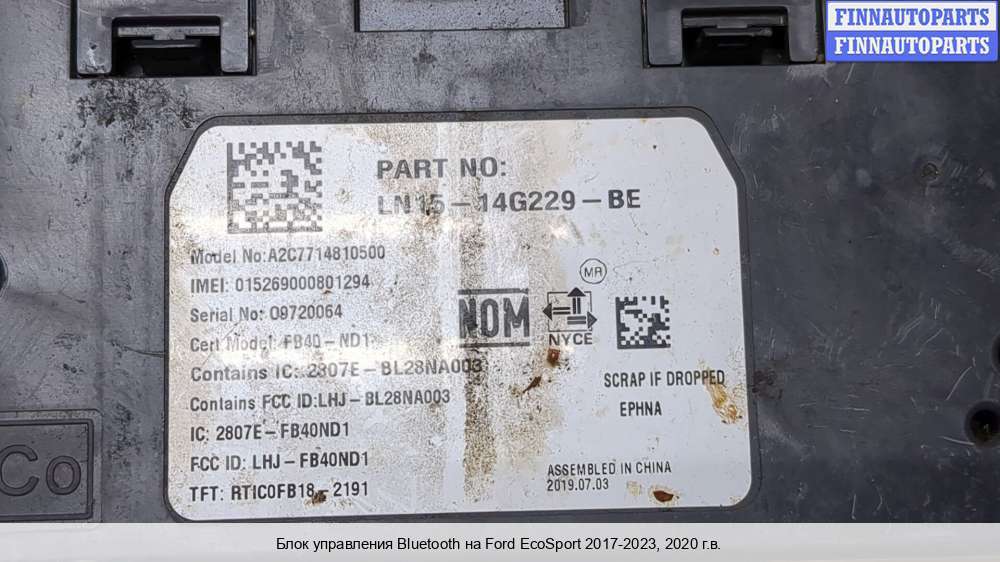 FINNAUTOPARTS
FINNAUTOPARTS
PART NO:
LN15-14G229-BE
Model No:A2C7714810500
IMEI: 015269000801294
Serial No: 09720064
Cert Model: FB40-ND1
Contains IC: 2807E-BL28NA003
Contains FCC ID:LHJ-BL28NA003
IC: 2807E-FB40ND1
FCC ID: LHJ-FB40ND1
TFT: RTIC0FB18-2191
MR
NOM
NYCE
SCRAP IF DROPPED
EPHNA
ASSEMBLED IN CHINA
2019.07.03
Co
Блок управления Bluetooth на Ford EcoSport 2017-2023, 2020 г.в.